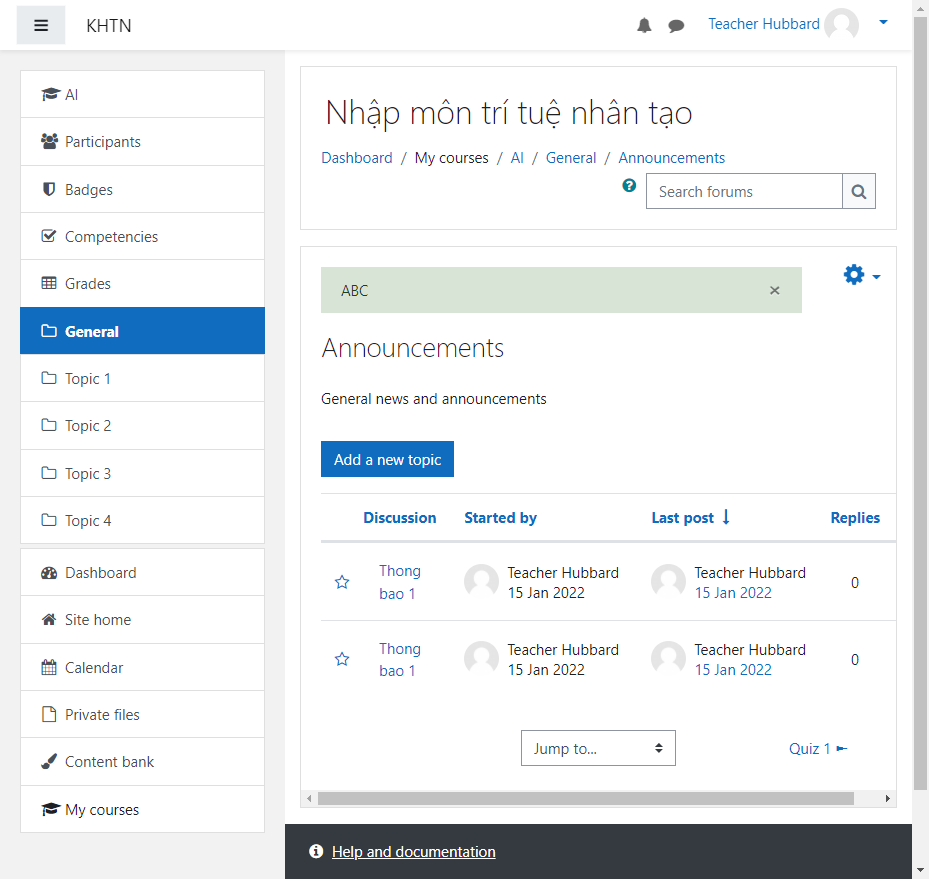 KHTN
Teacher Hubbard
AI
Participants
Badges
Competencies
Grades
General
Topic 1
Topic 2
Topic 3
Topic 4
Dashboard
Site home
Calendar
Private files
Content bank
My courses
Nhập môn trí tuệ nhân tạo
Dashboard / My courses / AI / General / Announcements
Search forums
ABC
Announcements
General news and announcements
Add a new topic
Discussion Started by Last post Replies
Thong bao 1
Teacher Hubbard
15 Jan 2022
Teacher Hubbard
15 Jan 2022
0
Thong bao 1
Teacher Hubbard
15 Jan 2022
Teacher Hubbard
15 Jan 2022
0
Jump to...
Quiz 1 ►
Help and documentation